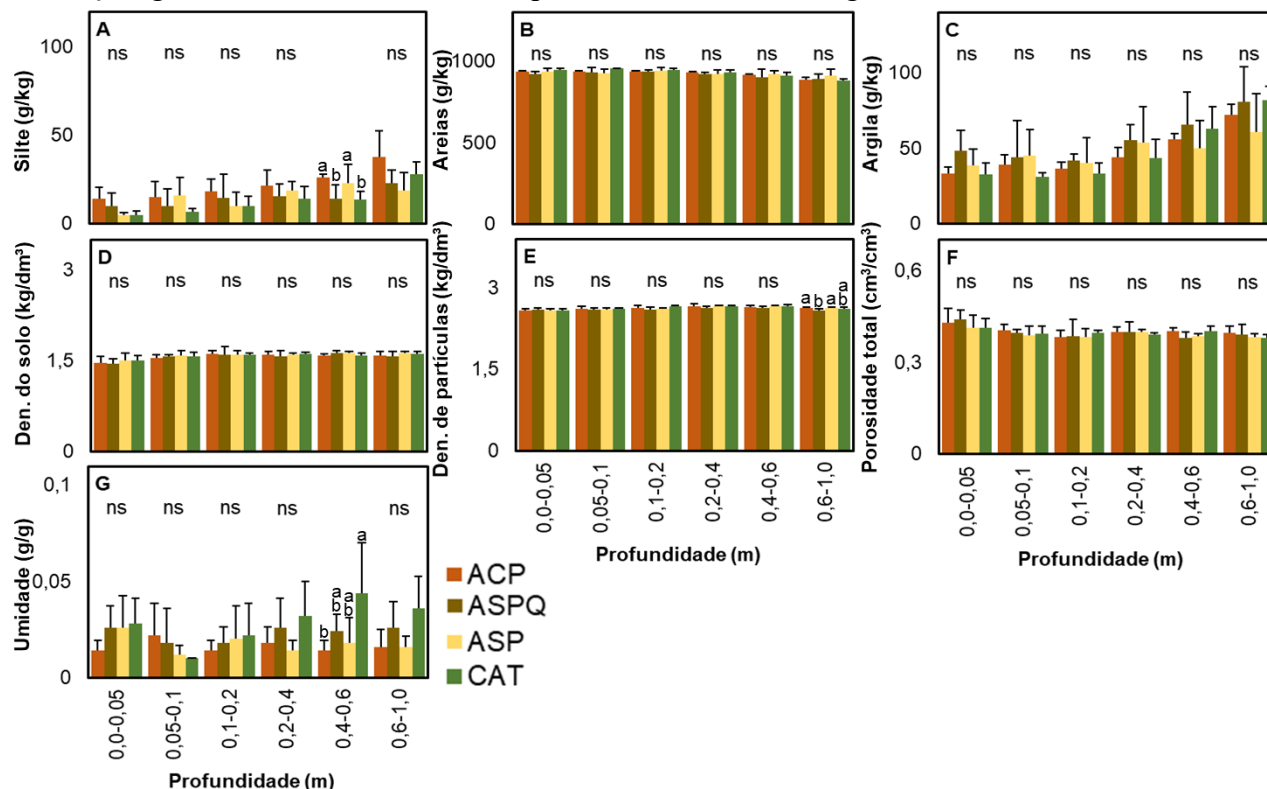 A
ns ns ns ns ns
100
50
0
Silte (g/kg)
a b a b
B
ns ns ns ns ns ns
1000
500
0
Areias (g/kg)
C
ns ns ns ns ns ns
100
50
0
Argila (g/kg)
D
ns ns ns ns ns ns
3
1,5
0
Den. do solo (kg/dm³)
E
ns ns ns ns ns
3
1,5
0
Den. de partículas (kg/dm³)
a b ab ab
0,0-0,05
0,05-0,1
0,1-0,2
0,2-0,4
0,4-0,6
0,6-1,0
Profundidade (m)
F
ns ns ns ns ns ns
0,6
0,3
0
Porosidade total (cm³/cm³)
0,0-0,05
0,05-0,1
0,1-0,2
0,2-0,4
0,4-0,6
0,6-1,0
Profundidade (m)
G
ns ns ns ns ns
0,1
0,05
0
Umidade (g/g)
b ab ab a
0,0-0,05
0,05-0,1
0,1-0,2
0,2-0,4
0,4-0,6
0,6-1,0
Profundidade (m)
ACP
ASPQ
ASP
CAT